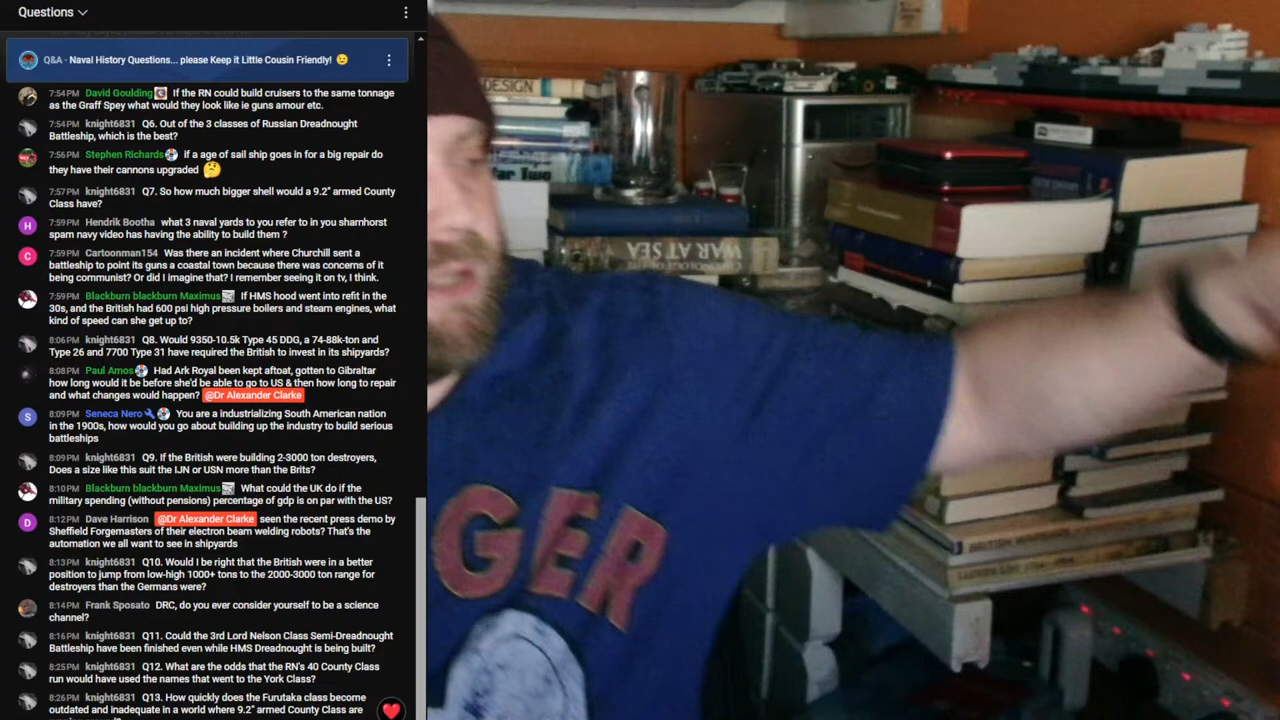 Questions
Q&A · Naval History Questions... please Keep it Little Cousin Friendly! 😉
7:54PM David Goulding If the RN could build cruisers to the same tonnage
as the Graff Spey what would they look like ie guns amour etc.
7:54PM knight6831 Q6. Out of the 3 classes of Russian Dreadnought
Battleship, which is the best?
7:56PM Stephen Richards if a age of sail ship goes in for a big repair do
they have their cannons upgraded 🤔
7:57PM knight6831 Q7. So how much bigger shell would a 9.2" armed County
Class have?
7:59PM Hendrik Bootha what 3 naval yards to you refer to in you sharnhorst
spam navy video has having the ability to build them ?
7:59PM Cartoonman154 Was there an incident where Churchill sent a
battleship to point its guns a coastal town because there was concerns of it
being communist? Or did I imagine that? I remember seeing it on tv, I think.
7:59PM Blackburn blackburn Maximus If HMS hood went into refit in the
30s, and the British had 600 psi high pressure boilers and steam engines, what
kind of speed can she get up to?
8:06PM knight6831 Q8. Would 9350-10.5k Type 45 DDG, a 74-88k-ton and
Type 26 and 7700 Type 31 have required the British to invest in its shipyards?
8:08PM Paul Amos Had Ark Royal been kept aftoat, gotten to Gibraltar
how long would it be before she'd be able to go to US & then how long to repair
and what changes would happen? @Dr Alexander Clarke
8:09PM Seneca Nero You are a industrializing South American nation
in the 1900s, how would you go about building up the industry to build serious
battleships
8:09PM knight6831 Q9. If the British were building 2-3000 ton destroyers,
Does a size like this suit the IJN or USN more than the Brits?
8:10PM Blackburn blackburn Maximus What could the UK do if the
military spending (without pensions) percentage of gdp is on par with the US?
8:12PM Dave Harrison @Dr Alexander Clarke seen the recent press demo by
Sheffield Forgemasters of their electron beam welding robots? That's the
automation we all want to see in shipyards
8:13PM knight6831 Q10. Would I be right that the British were in a better
position to jump from low-high 1000+ tons to the 2000-3000 ton range for
destroyers than the Germans were?
8:14PM Frank Sposato DRC, do you ever consider yourself to be a science
channel?
8:16PM knight6831 Q11. Could the 3rd Lord Nelson Class Semi-Dreadnought
Battleship have been finished even while HMS Dreadnought is being built?
8:25PM knight6831 Q12. What are the odds that the RN's 40 County Class
run would have used the names that went to the York Class?
8:26PM knight6831 Q13. How quickly does the Furutaka class become
outdated and inadequate in a world where 9.2" armed County Class are
DESIGN
War Two
WAR AT SEA
GER